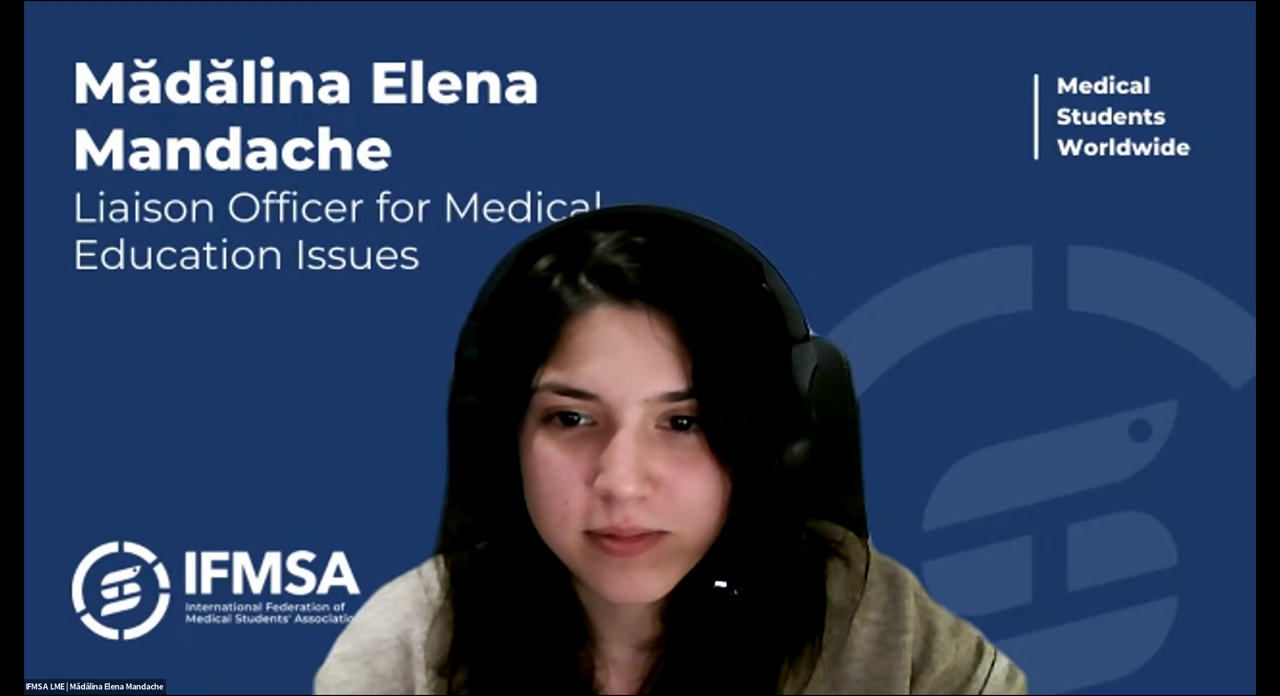 Mădălina Elena
Mandache
Liaison Officer for Medical
Education Issues
Medical
Students
Worldwide
IFMSA
International Federation of
Medical Students' Associatio
IFMSA LME | Mădălina Elena Mandache